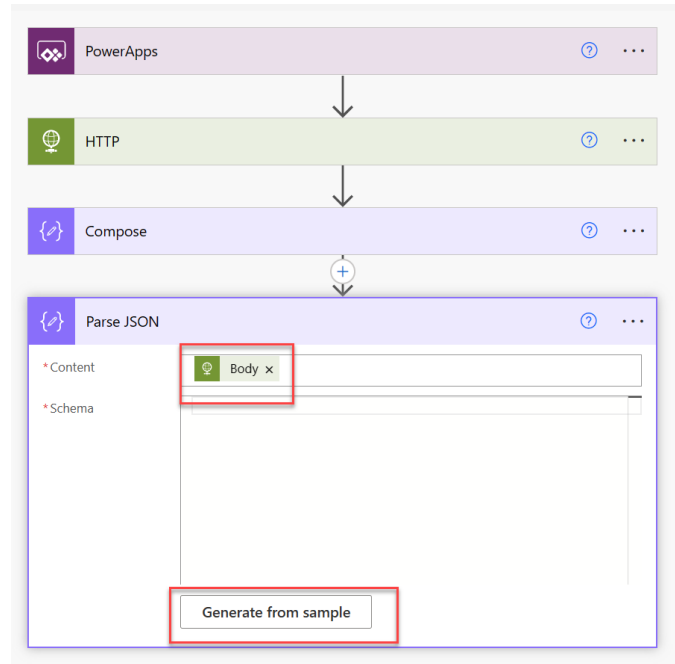 PowerApps
HTTP
Compose
Parse JSON
*Content
Body ×
*Schema
Generate from sample